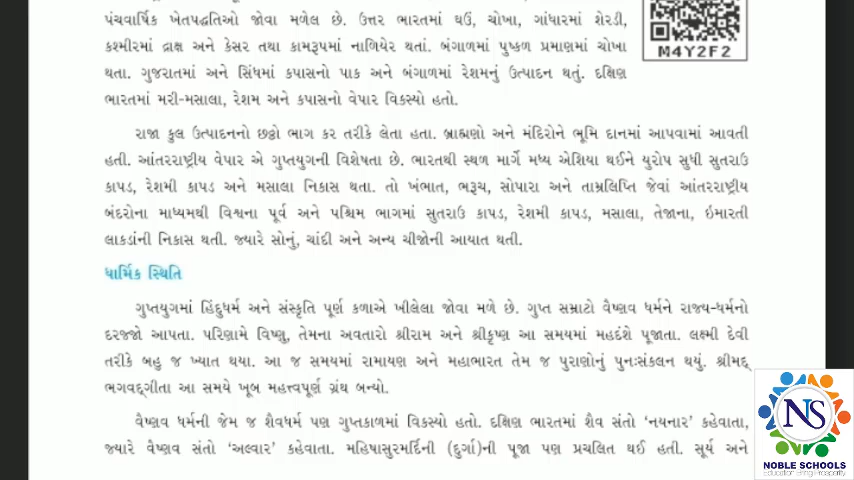 પંચવાર્ષિક ખેતપદ્ધતિઓ જોવા મળેલ છે. ઉત્તર ભારતમાં ઘઉં, ચોખા, ગાંધારમાં શેરડી,
કશ્મીરમાં દ્રાક્ષ અને કેસર તથા કામરૂપમાં નાળિયેર થતાં. બંગાળમાં પુષ્કળ પ્રમાણમાં ચોખા
થતા. ગુજરાતમાં અને સિંધમાં કપાસનો પાક અને બંગાળમાં રેશમનું ઉત્પાદન થતું. દક્ષિણ
ભારતમાં મરી-મસાલા, રેશમ અને કપાસનો વેપાર વિકસ્યો હતો.
M4Y2F2
રાજા કુલ ઉત્પાદનનો છઠ્ઠો ભાગ કર તરીકે લેતા હતા. બ્રાહ્મણો અને મંદિરોને ભૂમિ દાનમાં આપવામાં આવતી
હતી. આંતરરાષ્ટ્રીય વેપાર એ ગુપ્તયુગની વિશેષતા છે. ભારતથી સ્થળ માર્ગે મધ્ય એશિયા થઈને યુરોપ સુધી સુતરાઉ
કાપડ, રેશમી કાપડ અને મસાલા નિકાસ થતા. તો ખંભાત, ભરૂચ, સોપારા અને તામ્રલિપ્તિ જેવાં આંતરરાષ્ટ્રીય
બંદરોના માધ્યમથી વિશ્વના પૂર્વ અને પશ્ચિમ ભાગમાં સુતરાઉ કાપડ, રેશમી કાપડ, મસાલા, તેજાના, ઇમારતી
લાકડાંની નિકાસ થતી. જ્યારે સોનું, ચાંદી અને અન્ય ચીજોની આયાત થતી.
ધાર્મિક સ્થિતિ
ગુપ્તયુગમાં હિંદુધર્મ અને સંસ્કૃતિ પૂર્ણ કળાએ ખીલેલા જોવા મળે છે. ગુપ્ત સમ્રાટો વૈષ્ણવ ધર્મને રાજ્ય-ધર્મનો
દરજ્જો આપતા. પરિણામે વિષ્ણુ, તેમના અવતારો શ્રીરામ અને શ્રીકૃષ્ણ આ સમયમાં મહદંશે પૂજાતા. લક્ષ્મી દેવી
તરીકે બહુ જ ખ્યાત થયા. આ જ સમયમાં રામાયણ અને મહાભારત તેમ જ પુરાણોનું પુનઃસંકલન થયું. શ્રીમદ્
ભગવદ્ગીતા આ સમયે ખૂબ મહત્ત્વપૂર્ણ ગ્રંથ બન્યો.
વૈષ્ણવ ધર્મની જેમ જ શૈવધર્મ પણ ગુપ્તકાળમાં વિકસ્યો હતો. દક્ષિણ ભારતમાં શૈવ સંતો ‘નયનાર’ કહેવાતા,
જ્યારે વૈષ્ણવ સંતો ‘અલ્વાર’ કહેવાતા. મહિષાસુરમર્દિની (દુર્ગા)ની પૂજા પણ પ્રચલિત થઈ હતી. સૂર્ય અને
NS
NOBLE SCHOOLS
Education Bring Prosperity